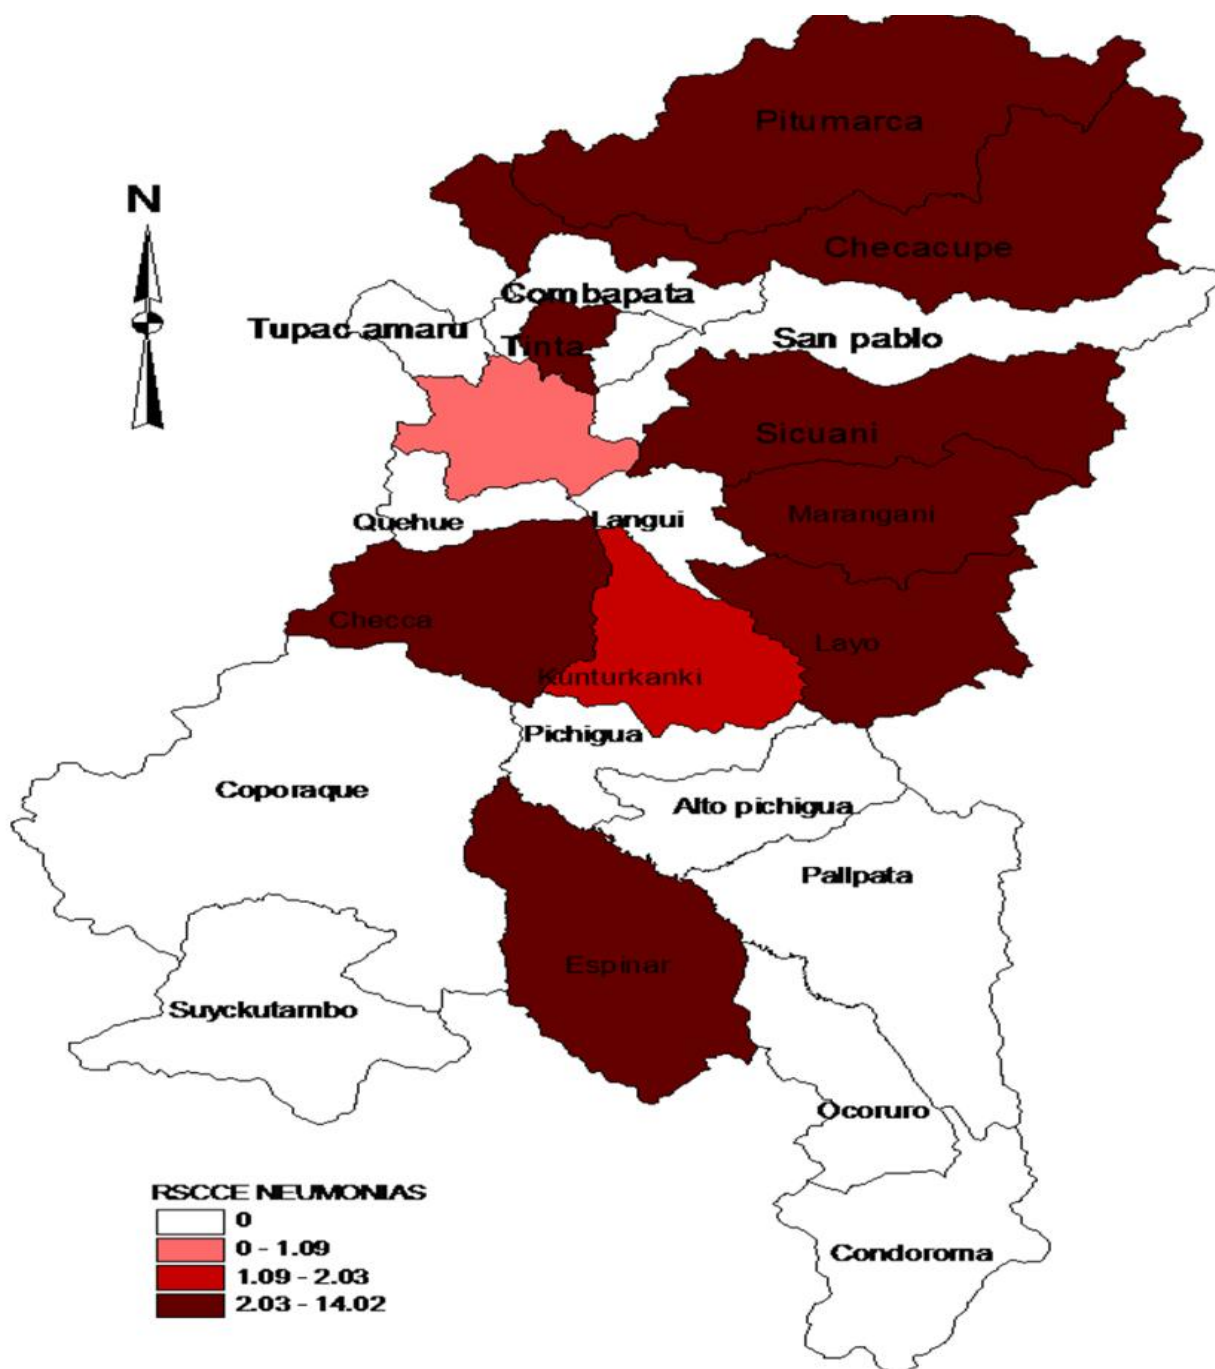 Pitumarca
N
Checacupe
Combapata
Tupac amaru
Tinta
San pablo
Sicuani
Marangani
Quehue
Langui
Checca
Layo
Kunturkanki
Pichigua
Coporaque
Alto pichigua
Pallpata
Espinar
Suyckutambo
Ocoruro
Condoroma
RSCCE NEUMONIAS
0
0 - 1.09
1.09 - 2.03
2.03 - 14.02